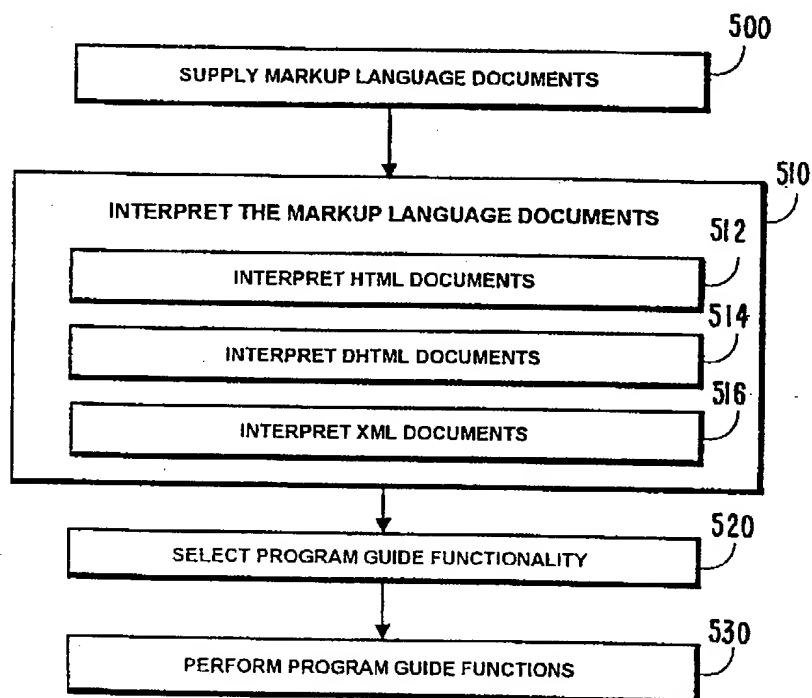 500
SUPPLY MARKUP LANGUAGE DOCUMENTS
510
INTERPRET THE MARKUP LANGUAGE DOCUMENTS
512
INTERPRET HTML DOCUMENTS
514
INTERPRET DHTML DOCUMENTS
516
INTERPRET XML DOCUMENTS
520
SELECT PROGRAM GUIDE FUNCTIONALITY
530
PERFORM PROGRAM GUIDE FUNCTIONS